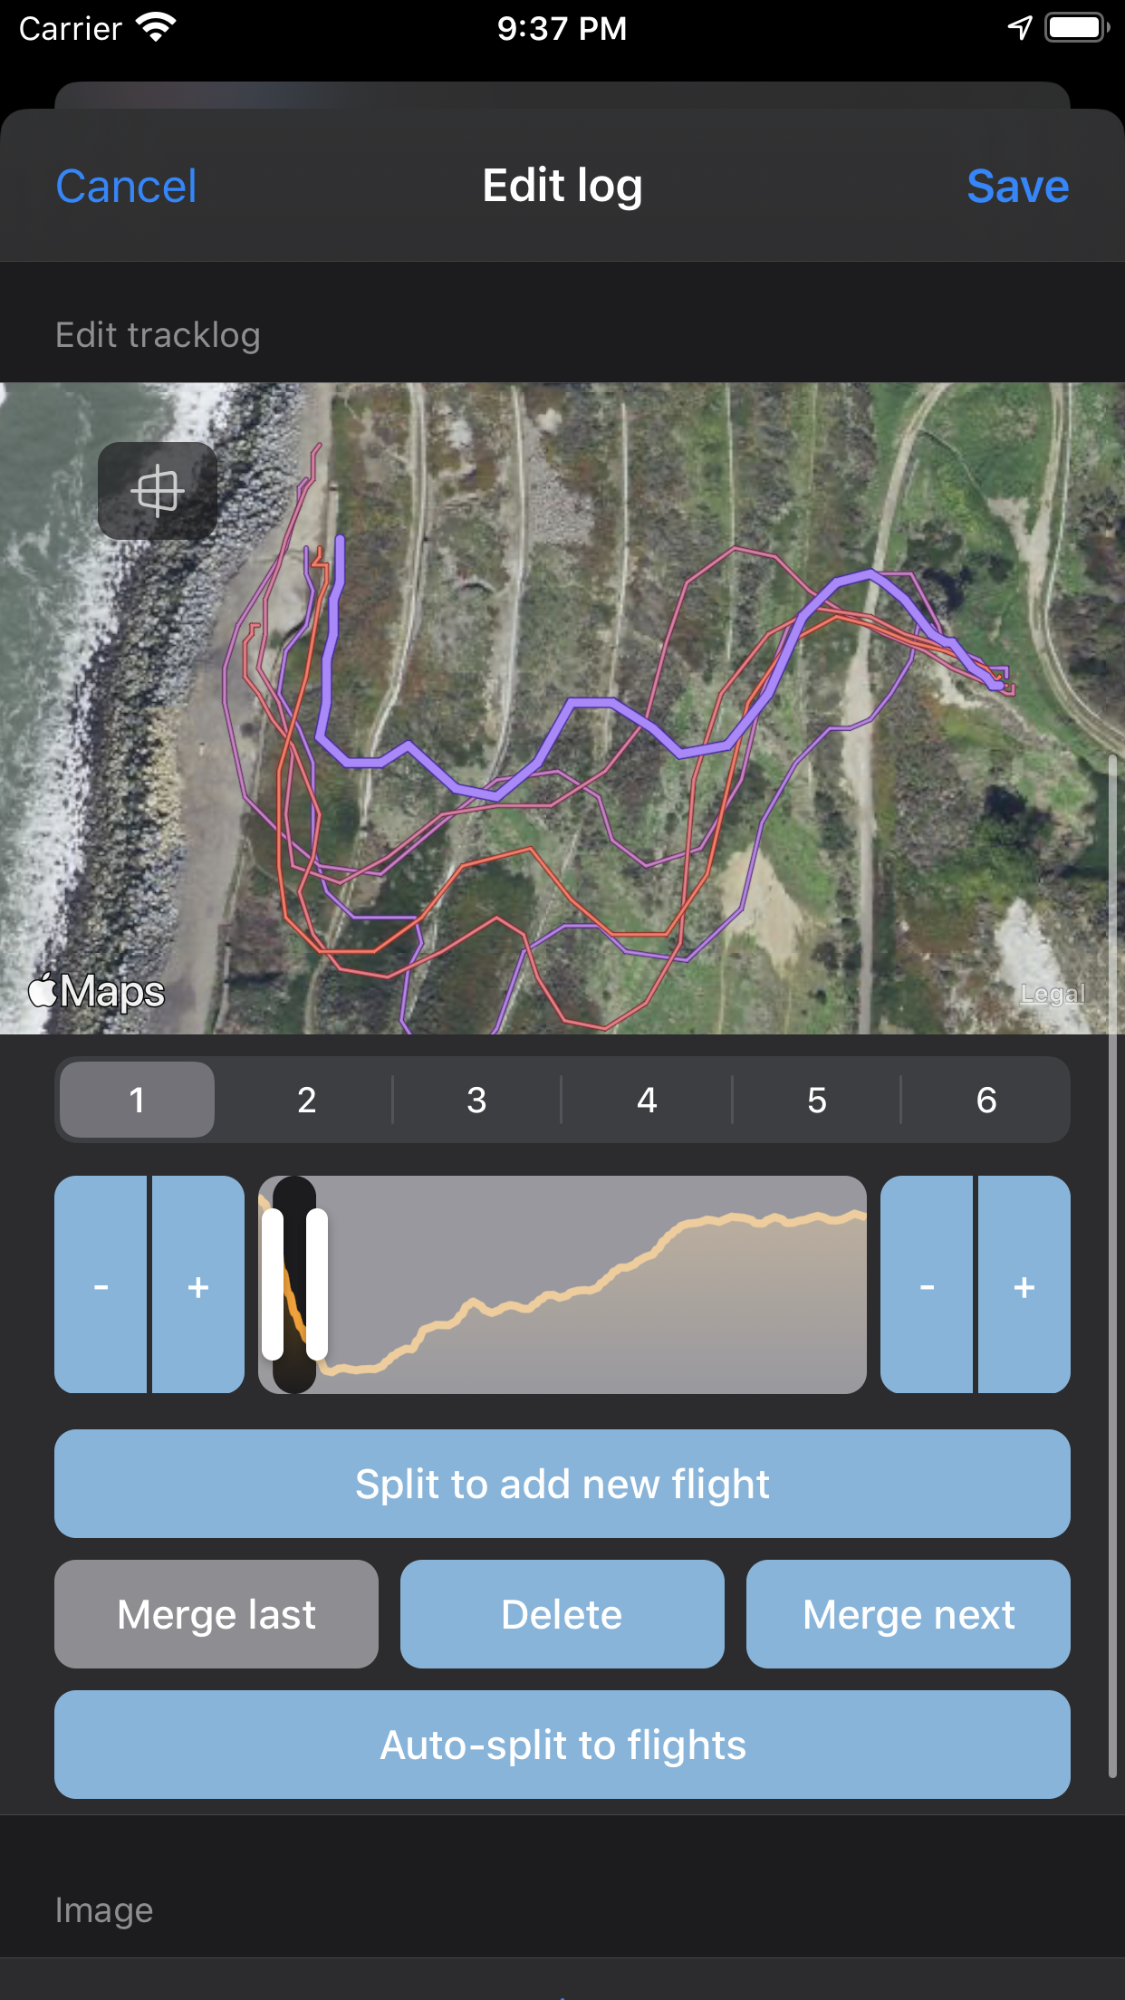 Carrier 9:37 PM
Cancel Edit log Save
Edit tracklog
Maps Legal
1 2 3 4 5 6
- + - +
Split to add new flight
Merge last Delete Merge next
Auto-split to flights
Image